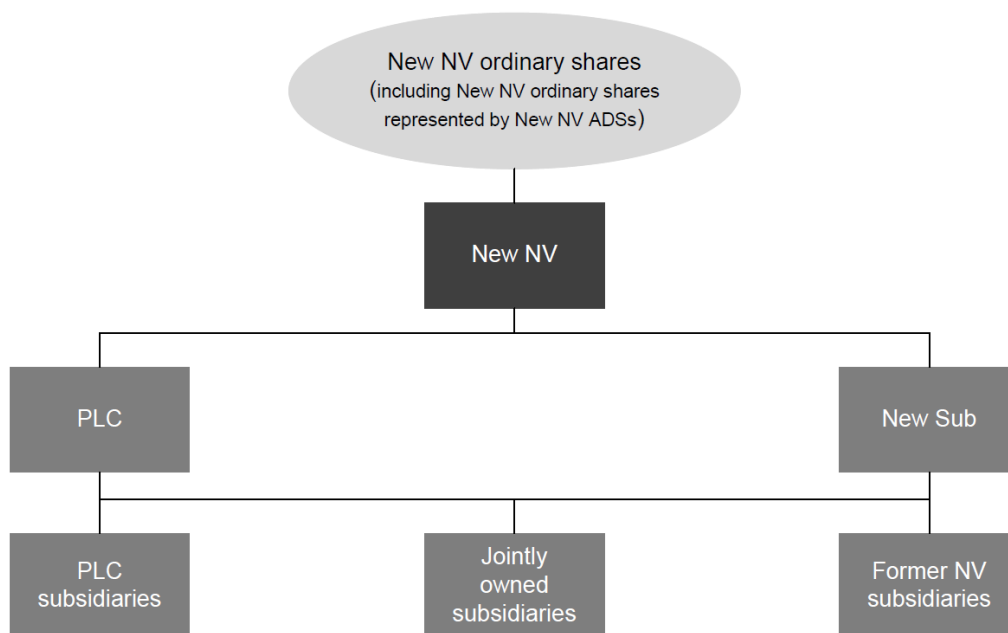 New NV ordinary shares
(including New NV ordinary shares
represented by New NV ADSs)
New NV
PLC
New Sub
PLC
subsidiaries
Jointly
owned
subsidiaries
Former NV
subsidiaries